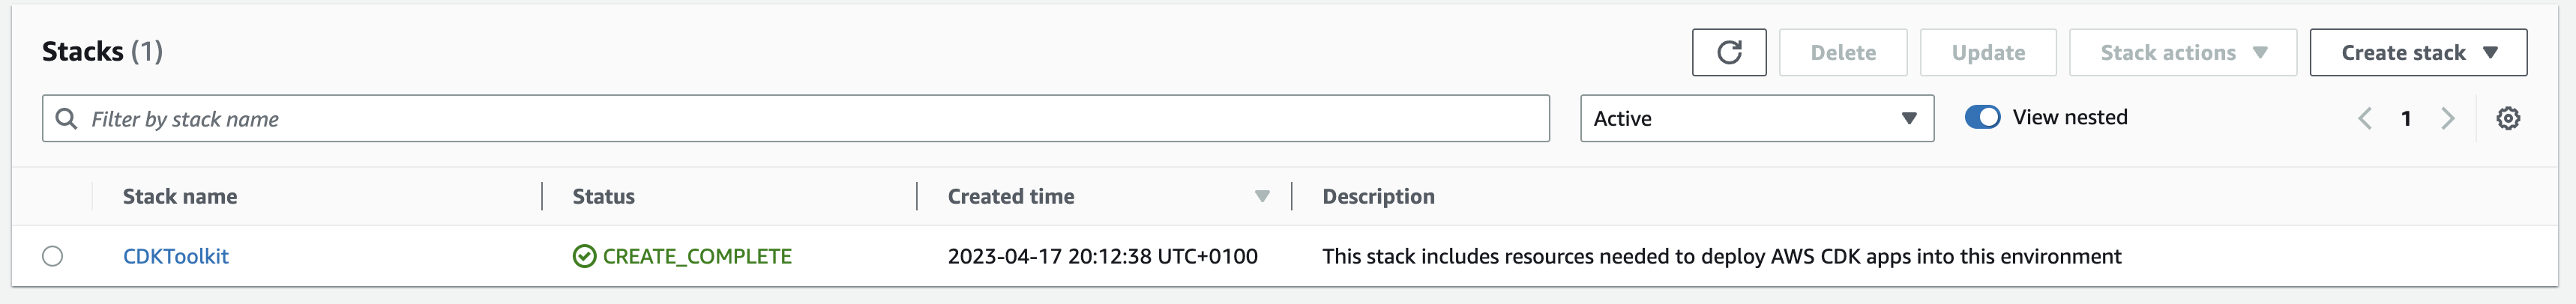 Stacks (1)
Delete
Update
Stack actions
Create stack
Filter by stack name
Active
View nested
1
Stack name
Status
Created time
Description
CDKToolkit
CREATE_COMPLETE
2023-04-17 20:12:38 UTC+0100
This stack includes resources needed to deploy AWS CDK apps into this environment